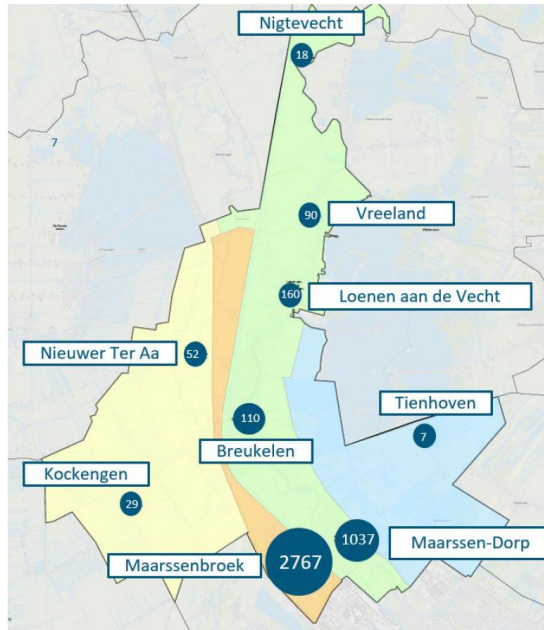 Nigtevecht
18
7
90
Vreeland
160
Loenen aan de Vecht
Nieuwer Ter Aa
52
Tienhoven
7
110
Breukelen
Kockengen
29
1037
Maarssen-Dorp
Maarssenbroek
2767